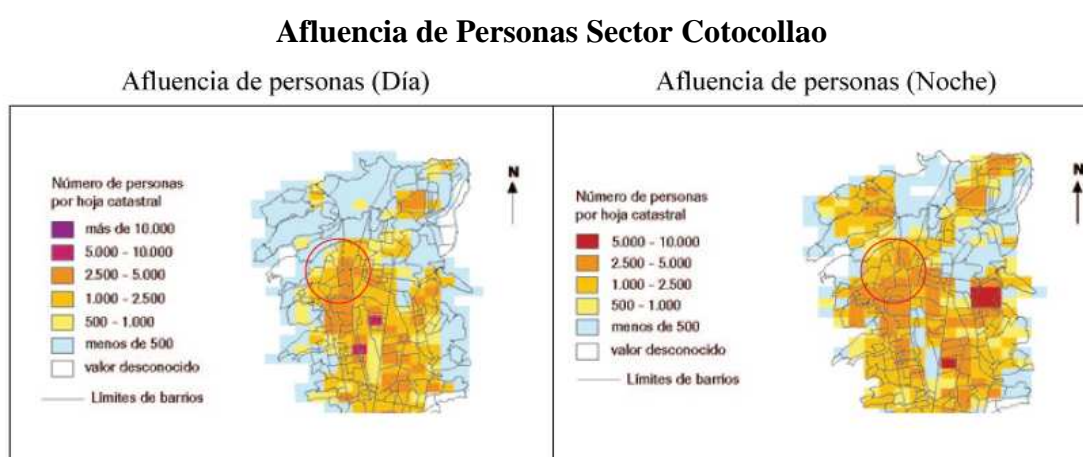 Afluencia de Personas Sector Cotocollao
Afluencia de personas (Día)
Afluencia de personas (Noche)
Número de personas
por hoja catastral
más de 10.000
5.000 - 10.000
2.500 - 5.000
1.000 - 2.500
500 - 1.000
menos de 500
valor desconocido
Límites de barrios
N
Número de personas
por hoja catastral
5.000 - 10.000
2.500 - 5.000
1.000 - 2.500
500 - 1.000
menos de 500
valor desconocido
Límites de barrios
N